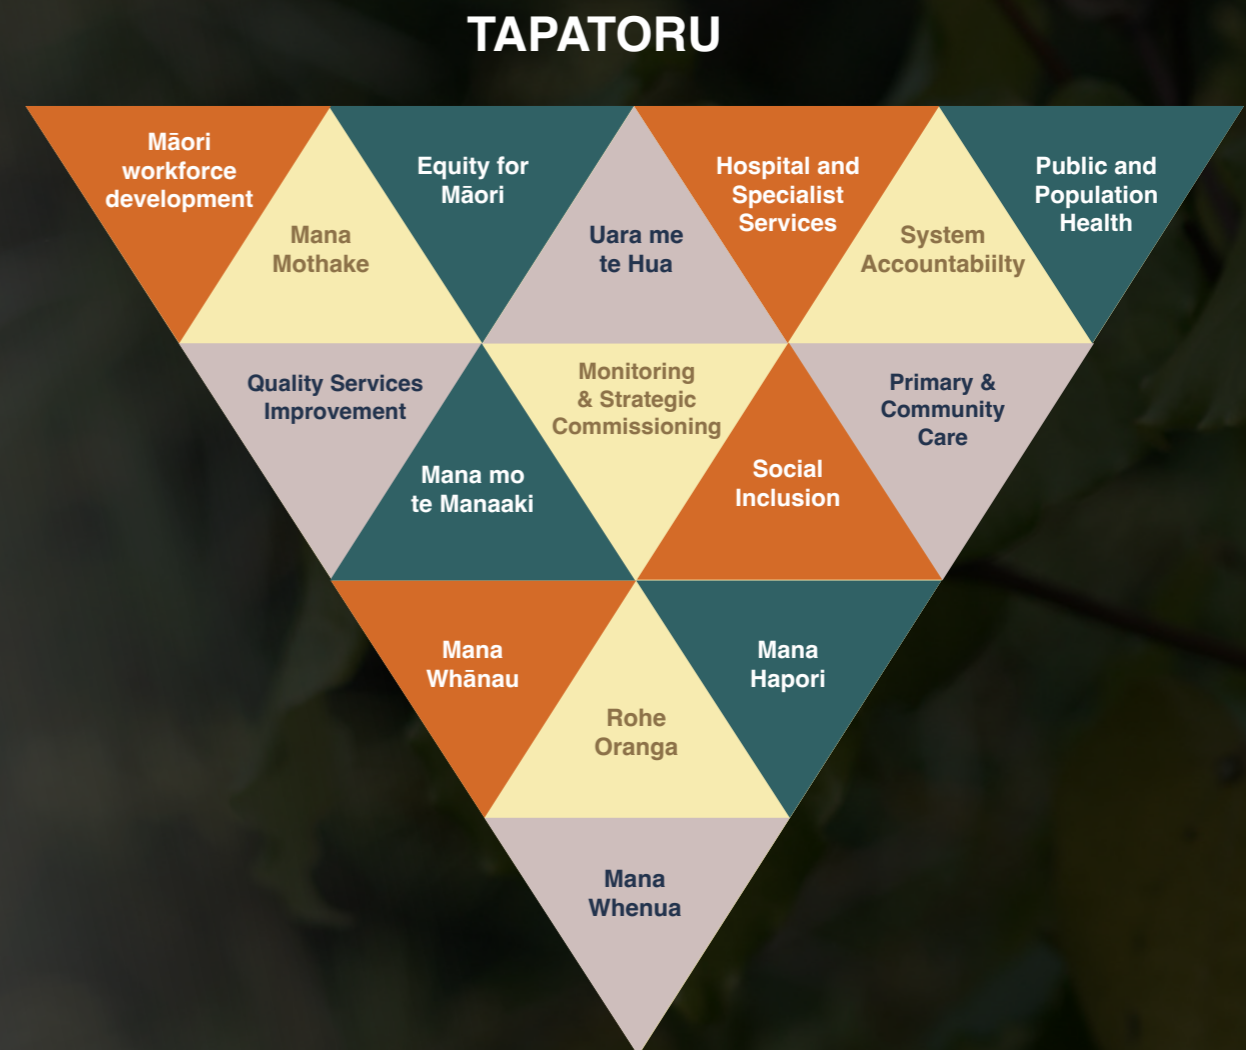 TAPATORU
Māori
workforce
development
Mana
Mothake
Equity for
Māori
Uara me
te Hua
Hospital and
Specialist
Services
System
Accountabiilty
Public and
Population
Health
Quality Services
Improvement
Mana mo
te Manaaki
Monitoring
& Strategic
Commissioning
Social
Inclusion
Primary &
Community
Care
Mana
Whānau
Rohe
Oranga
Mana
Hapori
Mana
Whenua